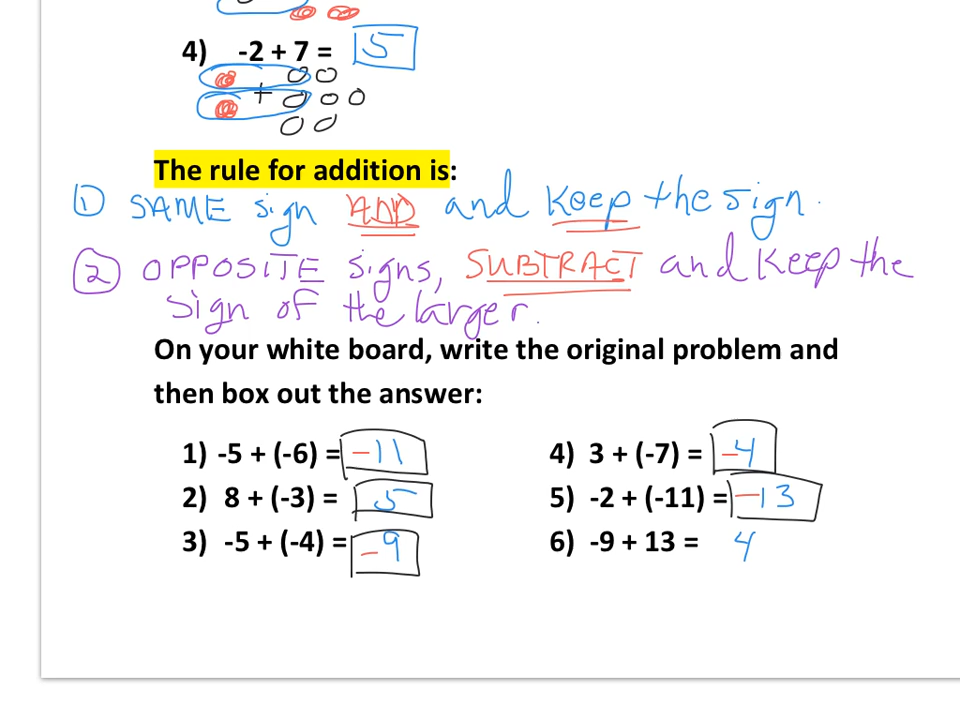 4) -2 + 7 = 5
+
The rule for addition is:
1) SAME sign ADD and keep the sign.
2) OPPOSITE signs, SUBTRACT and keep the
sign of the larger.
On your white board, write the original problem and
then box out the answer:
1) -5 + (-6) = -11
4) 3 + (-7) = -4
2) 8 + (-3) = 5
5) -2 + (-11) = -13
3) -5 + (-4) = -9
6) -9 + 13 = 4